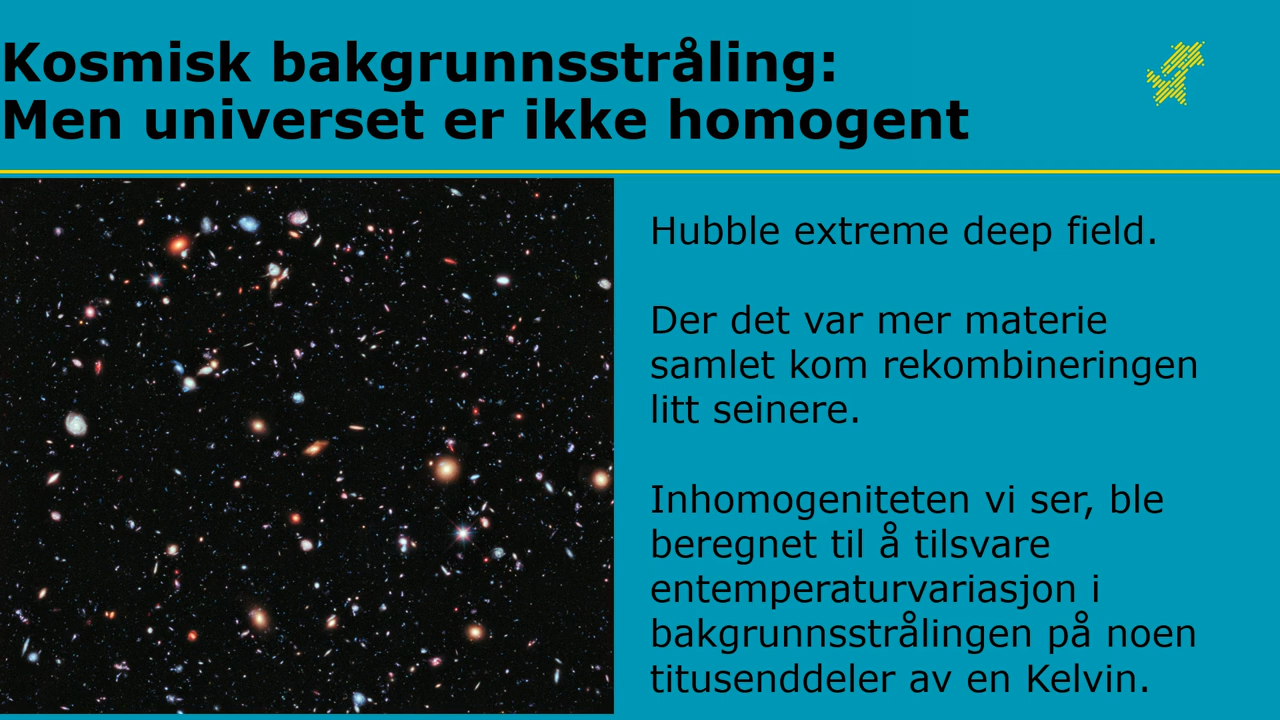 Kosmisk bakgrunnsstråling:
Men universet er ikke homogent
Hubble extreme deep field.
Der det var mer materie
samlet kom rekombineringen
litt seinere.
Inhomogeniteten vi ser, ble
beregnet til å tilsvare
entemperaturvariasjon i
bakgrunnsstrålingen på noen
titusenddeler av en Kelvin.